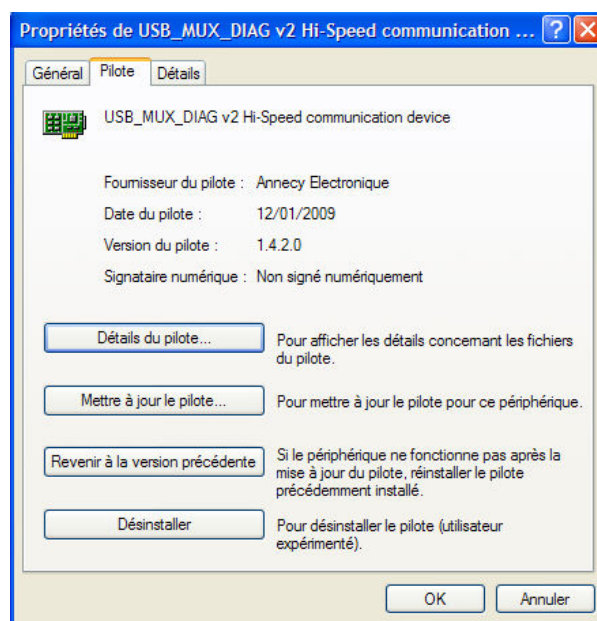 Propriétés de USB_MUX_DIAG v2 Hi-Speed communication ...
Général Pilote Détails
USB_MUX_DIAG v2 Hi-Speed communication device
Fournisseur du pilote : Annecy Electronique
Date du pilote : 12/01/2009
Version du pilote : 1.4.2.0
Signataire numérique : Non signé numériquement
Détails du pilote...
Pour afficher les détails concernant les fichiers
du pilote.
Mettre à jour le pilote...
Pour mettre à jour le pilote pour ce périphérique.
Revenir à la version précédente
Si le périphérique ne fonctionne pas après la
mise à jour du pilote, réinstaller le pilote
précédemment installé.
Désinstaller
Pour désinstaller le pilote (utilisateur
expérimenté).
OK Annuler